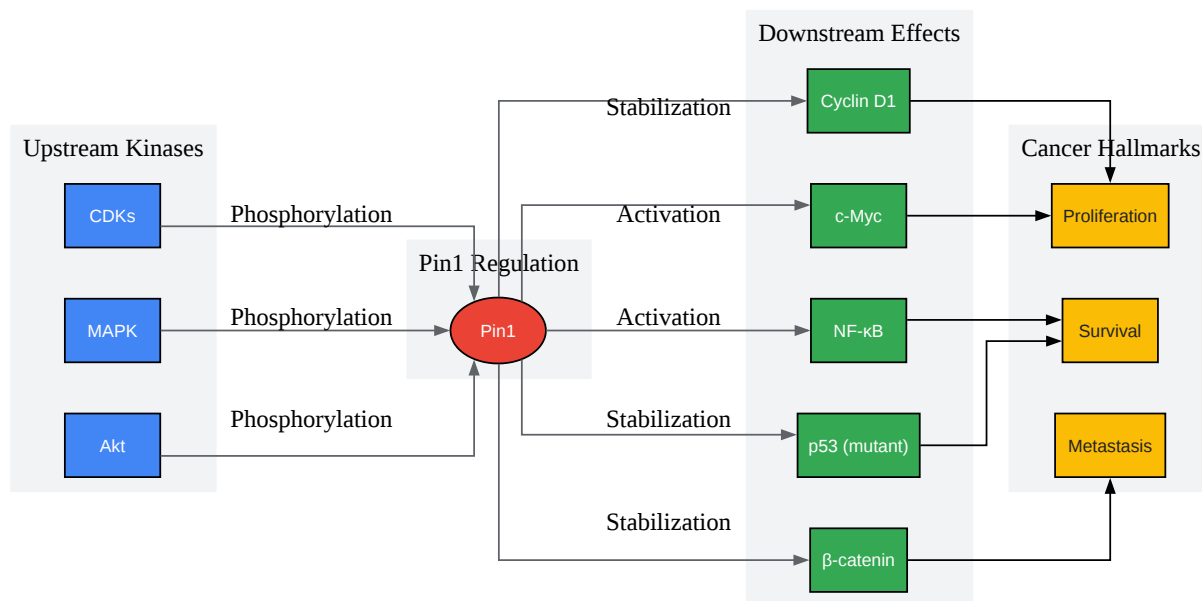 Downstream Effects
Stabilization
Cyclin D1
Upstream Kinases
Cancer Hallmarks
CDKs
Phosphorylation
Activation
c-Myc
Proliferation
Pin1 Regulation
MAPK
Phosphorylation
Pin1
Activation
NF-κB
Survival
Akt
Phosphorylation
Stabilization
p53 (mutant)
Metastasis
Stabilization
β-catenin